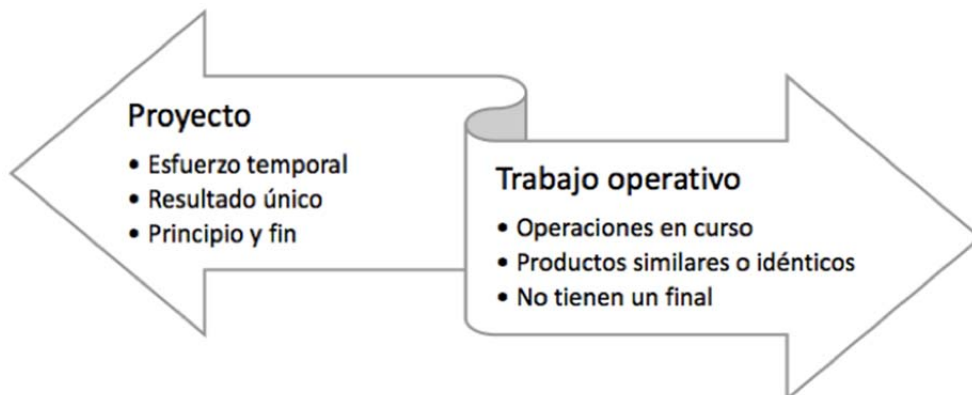 Proyecto
• Esfuerzo temporal
• Resultado único
• Principio y fin
Trabajo operativo
• Operaciones en curso
• Productos similares o idénticos
• No tienen un final